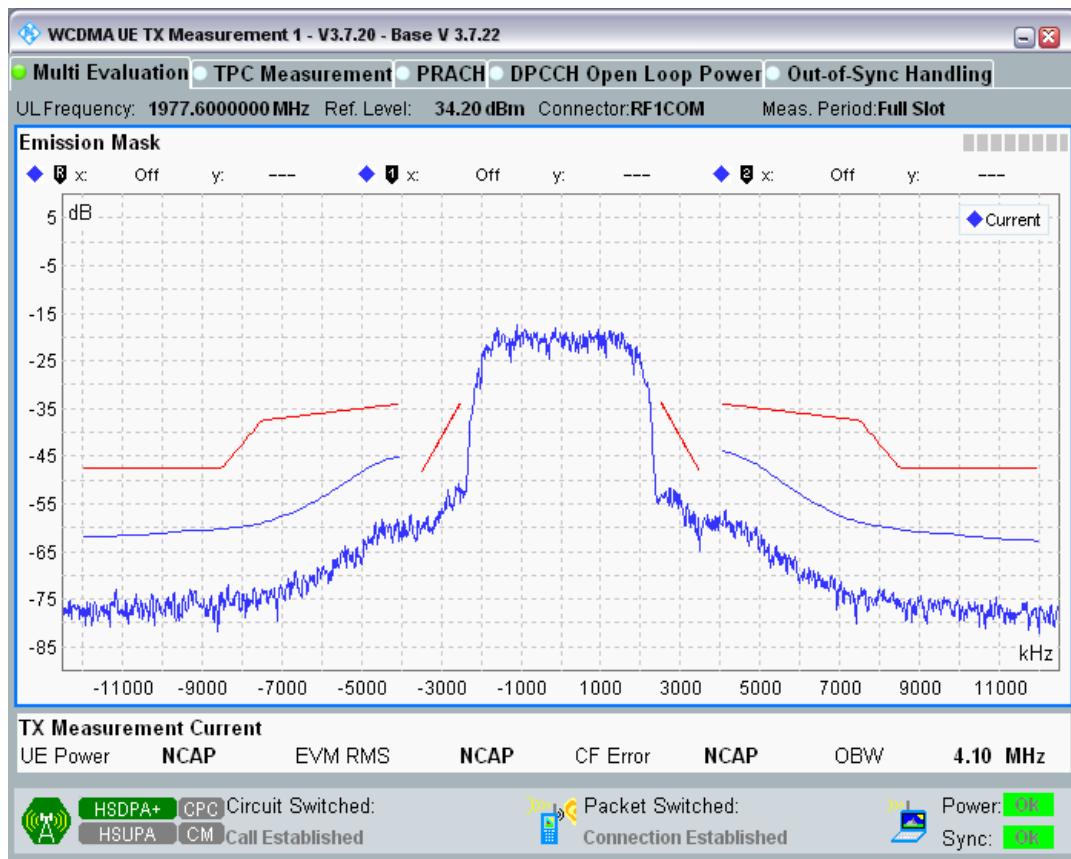 WCDMA UE TX Measurement 1 - V3.7.20 - Base V 3.7.22
Multi Evaluation TPC Measurement PRACH DPCCH Open Loop Power Out-of-Sync Handling
UL Frequency: 1977.6000000 MHz Ref. Level: 34.20 dBm Connector:RF1COM Meas. Period:Full Slot
Emission Mask
R x: Off y: --- 1 x: Off y: --- 2 x: Off y: ---
dB
Current
5
-5
-15
-25
-35
-45
-55
-65
-75
-85
kHz
-11000 -9000 -7000 -5000 -3000 -1000 1000 3000 5000 7000 9000 11000
TX Measurement Current
UE Power NCAP EVM RMS NCAP CF Error NCAP OBW 4.10 MHz
HSDPA+ CPC Circuit Switched: Packet Switched: Power: Ok
HSUPA CM Call Established Connection Established Sync: Ok